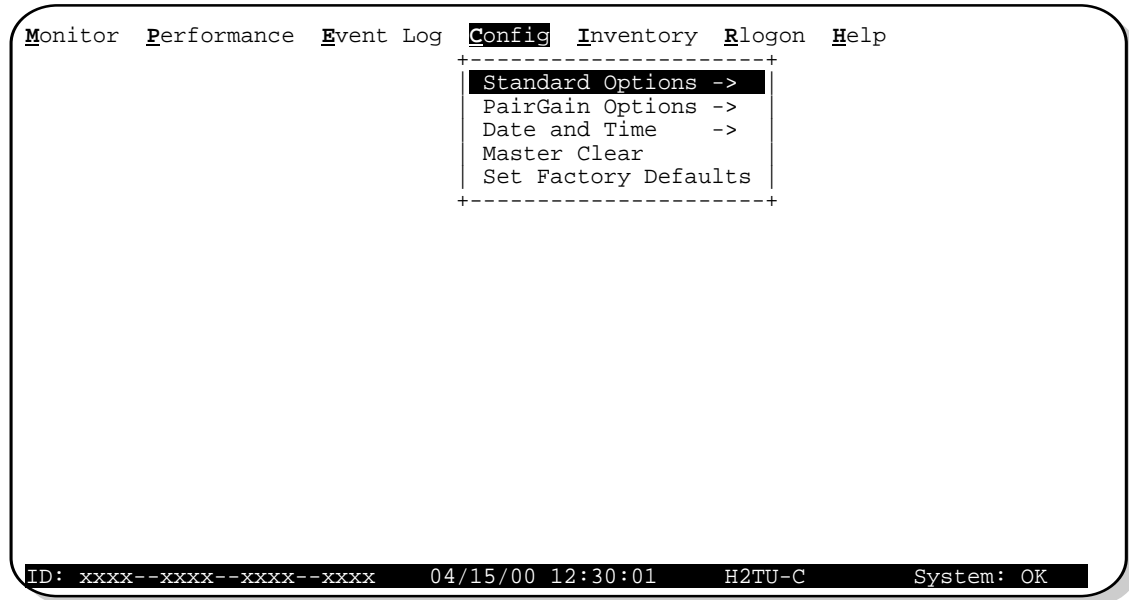 Monitor  Performance  Event Log  Config  Inventory  Rlogon  Help
+----------------------+
| Standard Options -> |
| PairGain Options -> |
| Date and Time    -> |
| Master Clear |
| Set Factory Defaults |
+----------------------+
ID: xxxx--xxxx--xxxx--xxxx    04/15/00 12:30:01     H2TU-C        System: OK